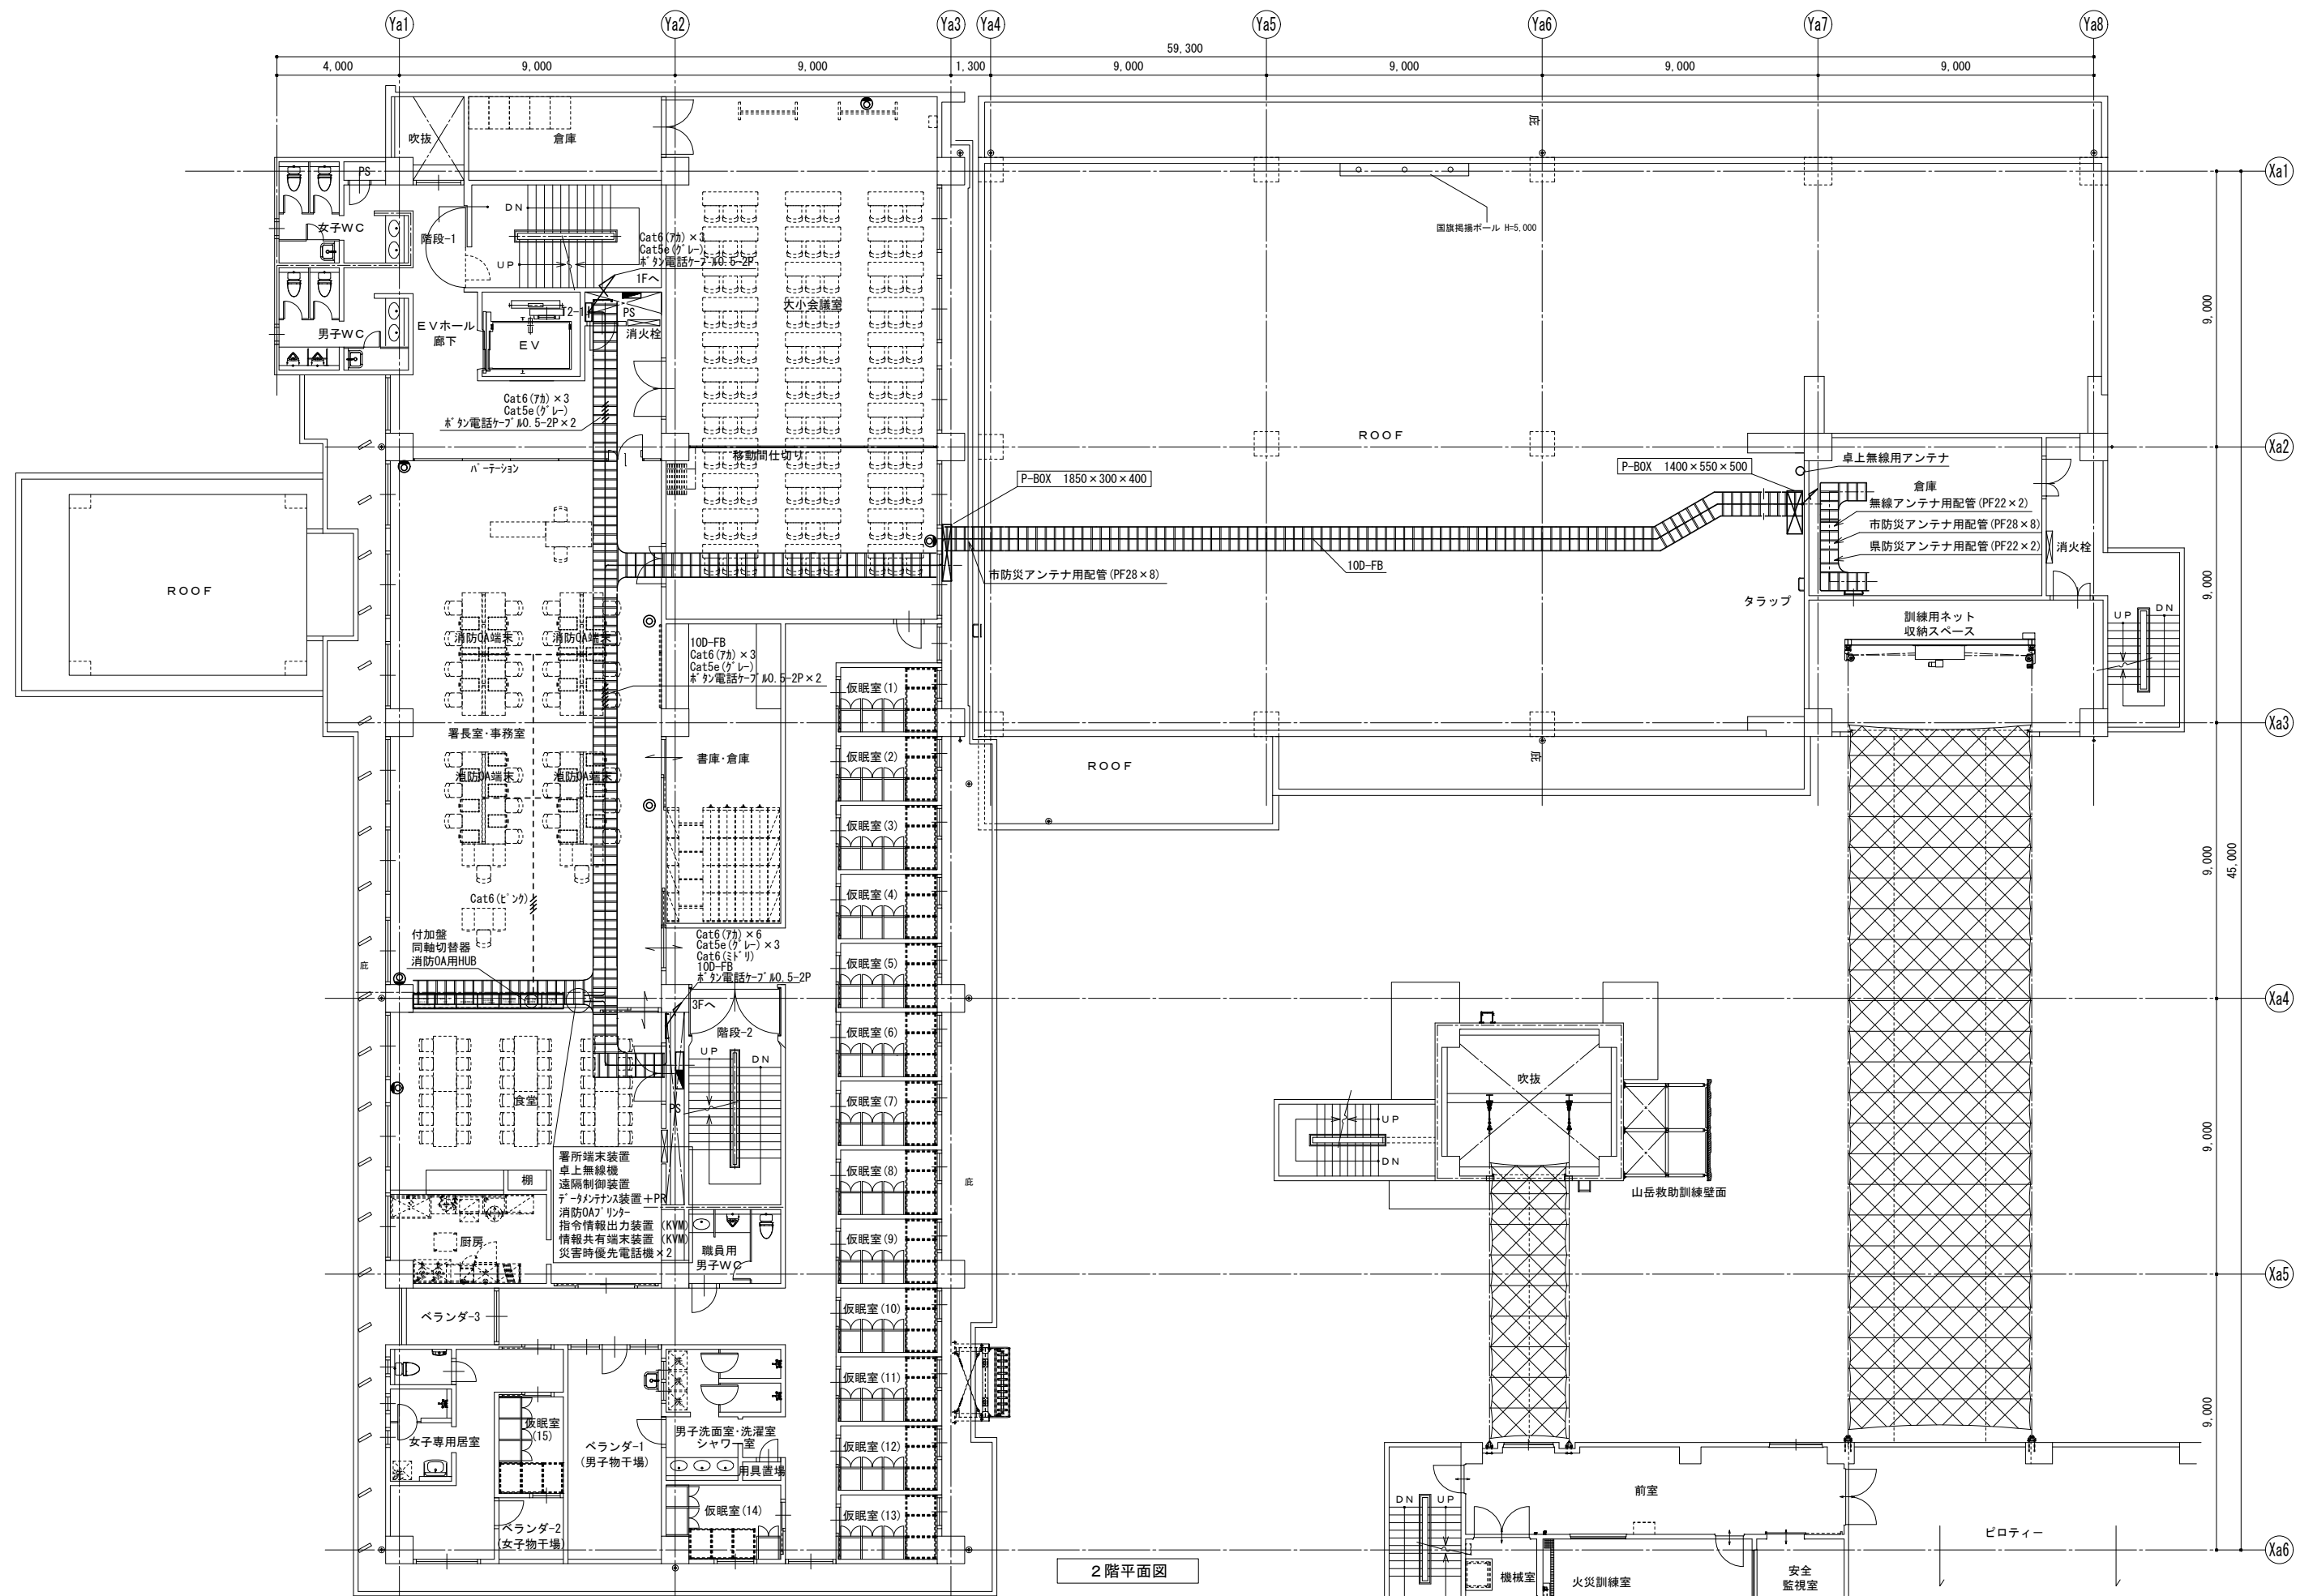 Ya1
Ya2
Ya3
Ya4
Ya5
Ya6
Ya7
Ya8
59,300
4,000
9,000
9,000
1,300
9,000
9,000
9,000
9,000
吹抜
倉庫
庇
PS
Xa1
国旗掲揚ポール H=5,000
女子WC
階段-1
DN
UP
Cat6(ｱｶ)×3
Cat5e(ｸﾞﾚｰ)
ﾎﾞﾀﾝ電話ｹｰﾌﾞﾙ0.5-2P
1Fへ
大小会議室
男子WC
EVホール
廊下
EV
T2-1
PS
消火栓
9,000
Cat6(ｱｶ)×3
Cat5e(ｸﾞﾚｰ)
ﾎﾞﾀﾝ電話ｹｰﾌﾞﾙ0.5-2P×2
ROOF
Xa2
ﾊﾟｰテーション
移動間仕切り
P-BOX 1850×300×400
P-BOX 1400×550×500
卓上無線用アンテナ
倉庫
無線アンテナ用配管(PF22×2)
市防災アンテナ用配管(PF28×8)
県防災アンテナ用配管(PF22×2)
消火栓
市防災アンテナ用配管(PF28×8)
10D-FB
ROOF
タラップ
訓練用ネット
収納スペース
UP
DN
9,000
消防OA端末
消防OA端末
10D-FB
Cat6(ｱｶ)×3
Cat5e(ｸﾞﾚｰ)
ﾎﾞﾀﾝ電話ｹｰﾌﾞﾙ0.5-2P×2
仮眠室(1)
署長室･事務室
Xa3
書庫･倉庫
仮眠室(2)
庇
ROOF
消防OA端末
消防OA端末
仮眠室(3)
9,000
45,000
仮眠室(4)
Cat6(ﾋﾟﾝｸ)
付加盤
同軸切替器
消防OA用HUB
庇
Cat6(ｱｶ)×6
Cat5e(ｸﾞﾚｰ)×3
Cat6(ﾐﾄﾞﾘ)
10D-FB
ﾎﾞﾀﾝ電話ｹｰﾌﾞﾙ0.5-2P
仮眠室(5)
Xa4
3Fへ
階段-2
UP
DN
仮眠室(6)
食堂
PS
仮眠室(7)
吹抜
UP
DN
9,000
署所端末装置
卓上無線機
遠隔制御装置
ﾃﾞｰﾀﾒﾝﾃﾅﾝｽ装置+PR
消防OAﾌﾟﾘﾝﾀｰ
指令情報出力装置 (KVM)
情報共有端末装置 (KVM)
災害時優先電話機×2
棚
仮眠室(8)
庇
山岳救助訓練壁面
厨房
職員用
男子WC
仮眠室(9)
Xa5
ベランダ-3
仮眠室(10)
洗
洗
洗
仮眠室(11)
9,000
女子専用居室
洗
仮眠室
(15)
ベランダ-1
(男子物干場)
男子洗面室･洗濯室
シャワー室
用具置場
仮眠室(12)
仮眠室(14)
仮眠室(13)
ベランダ-2
(女子物干場)
DN
UP
前室
ピロティー
Xa6
2階平面図
機械室
火災訓練室
安全
監視室